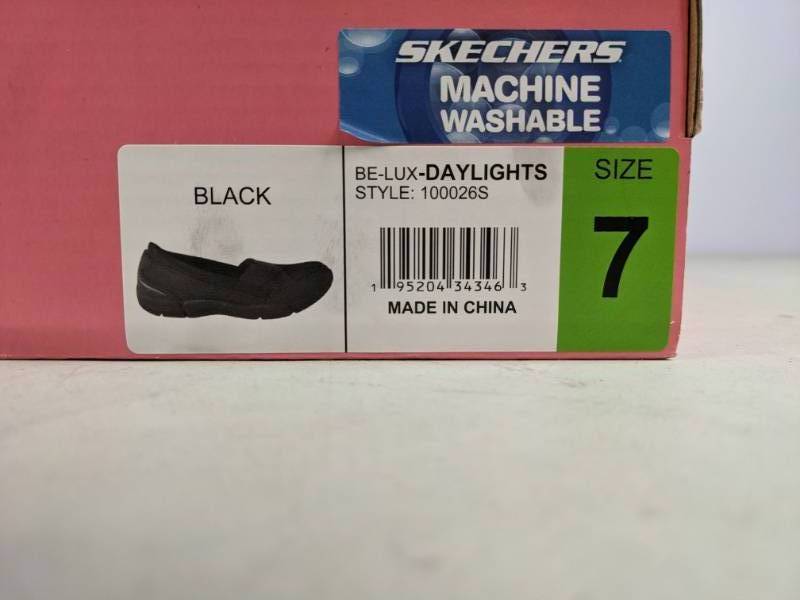 SKECHERS
MACHINE
WASHABLE
BLACK
BE-LUX-DAYLIGHTS
STYLE: 100026S
1 95204 34346 3
MADE IN CHINA
SIZE
7